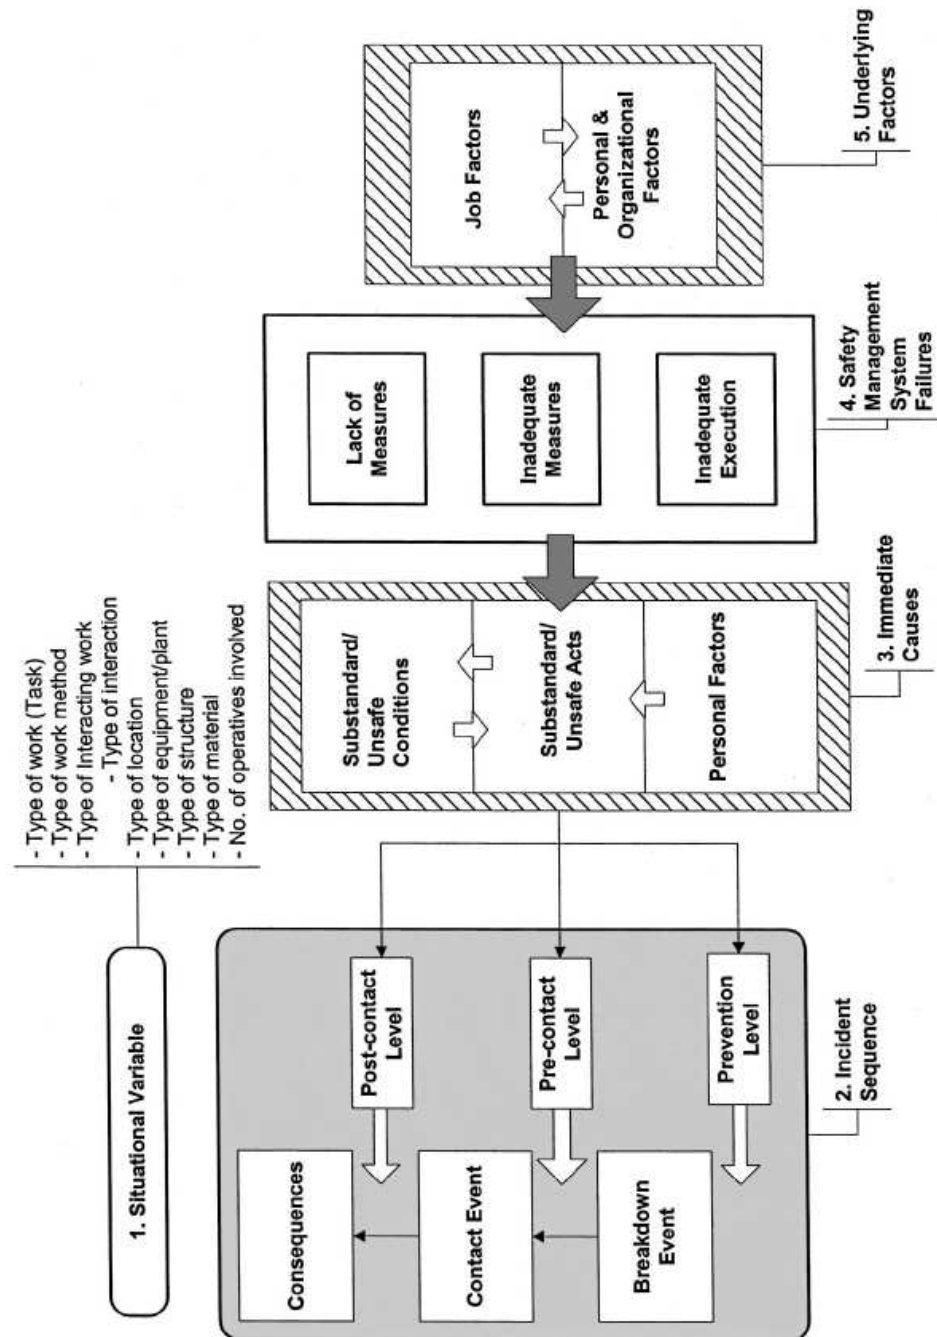 1. Situational Variable
- Type of work (Task)
- Type of work method
- Type of Interacting work
- Type of interaction
- Type of location
- Type of equipment/plant
- Type of structure
- Type of material
- No. of operatives involved
Consequences
Contact Event
Breakdown
Event
Post-contact
Level
Pre-contact
Level
Prevention
Level
2. Incident
Sequence
Substandard/
Unsafe
Conditions
Substandard/
Unsafe Acts
Personal Factors
3. Immediate
Causes
Lack of
Measures
Inadequate
Measures
Inadequate
Execution
4. Safety
Management
System
Failures
Job Factors
Personal &
Organizational
Factors
5. Underlying
Factors